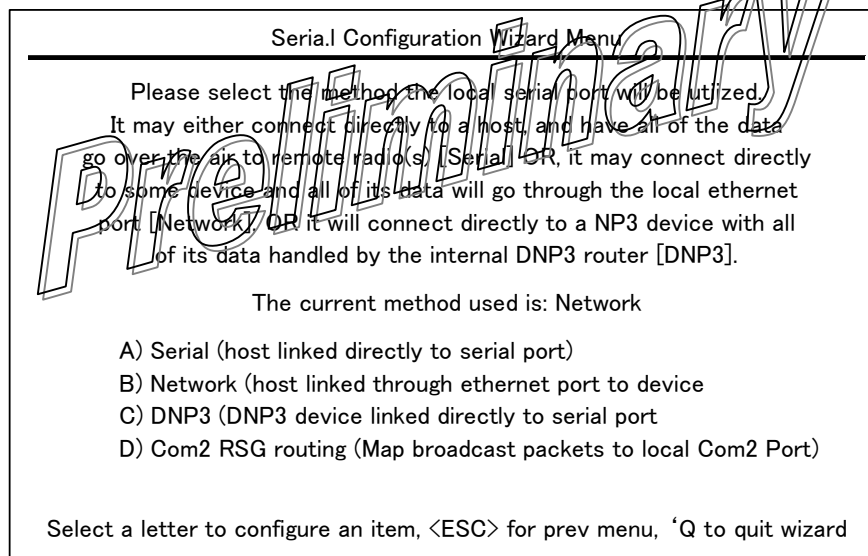 Seria.l Configuration Wizard Menu
Please select the method the local serial port will be utlized.
It may either connect directly to a host, and have all of the data
go over the air to remote radio(s) [Serial] OR, it may connect directly
to some device and all of its data will go through the local ethernet
port [Network], OR it will connect directly to a NP3 device with all
of its data handled by the internal DNP3 router [DNP3].
Preliminary
The current method used is: Network
A) Serial (host linked directly to serial port)
B) Network (host linked through ethernet port to device
C) DNP3 (DNP3 device linked directly to serial port
D) Com2 RSG routing (Map broadcast packets to local Com2 Port)
Select a letter to configure an item, <ESC> for prev menu, ‘Q to quit wizard